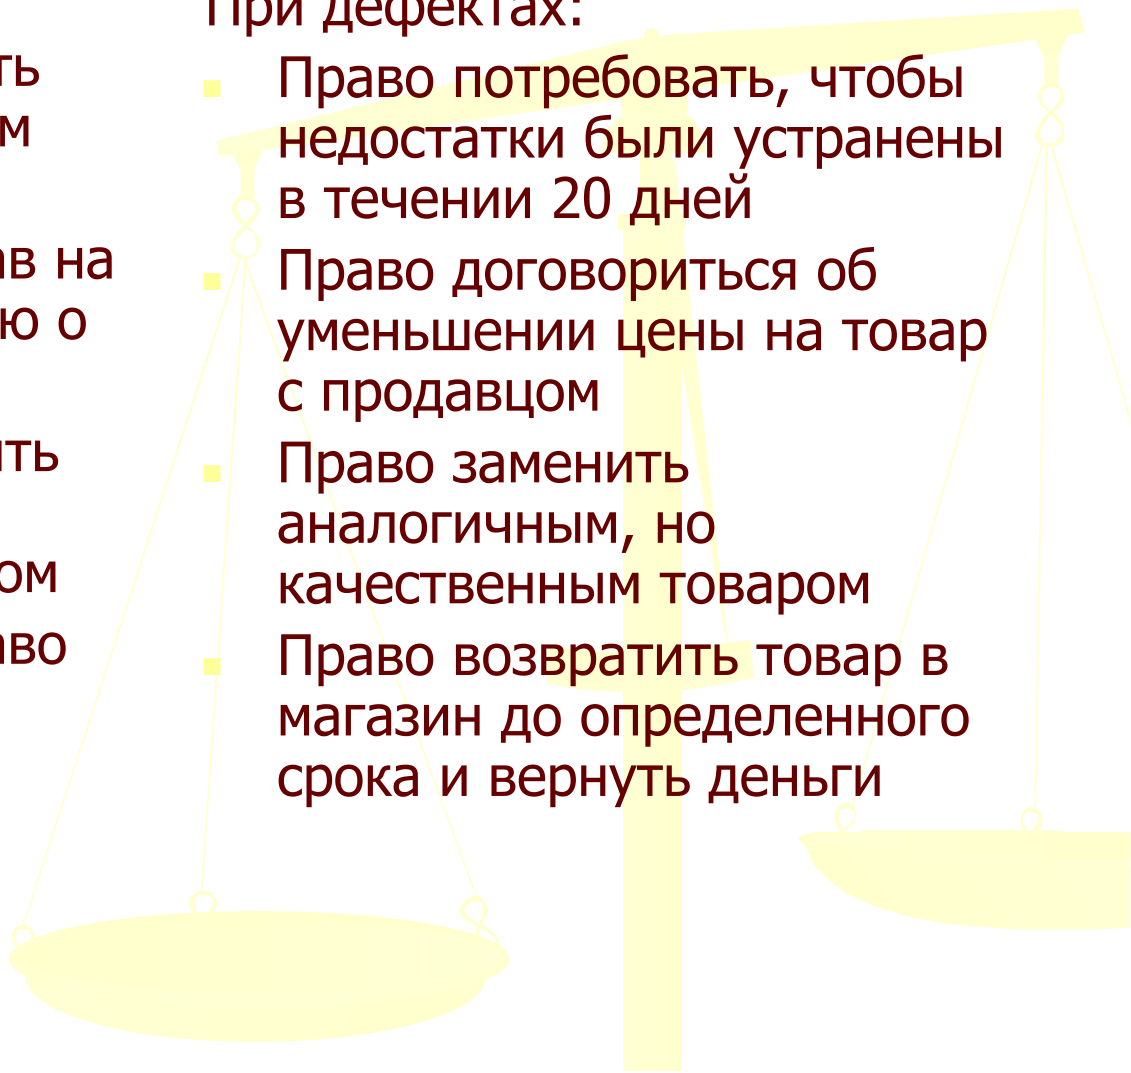 При дефектах:
Право потребовать, чтобы
недостатки были устранены
в течении 20 дней
Право договориться об
уменьшении цены на товар
с продавцом
Право заменить
аналогичным, но
качественным товаром
Право возвратить товар в
магазин до определенного
срока и вернуть деньги
на
о